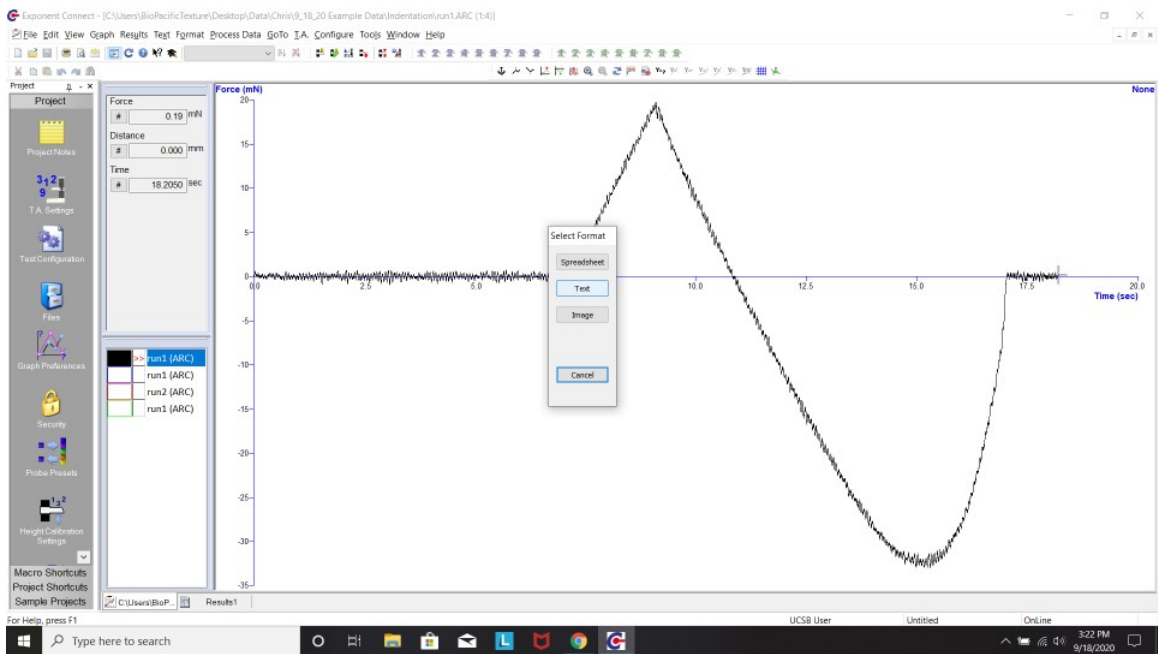 Exponent Connect - [C:\Users\BioPacificTexture\Desktop\Data\Chris\9_18_20 Example Data\Indentation\run1.ARC (1:4)]
File Edit View Graph Results Text Format Process Data GoTo T.A. Configure Tools Window Help
Project
Project
Project Notes
T.A. Settings
Test Configuration
Files
Graph Preferences
Security
Probe Presets
Height Calibration
Settings
Macro Shortcuts
Project Shortcuts
Sample Projects
Force
# 0.19 mN
Distance
# 0.000 mm
Time
# 18.2050 sec
>> run1 (ARC)
run1 (ARC)
run2 (ARC)
run1 (ARC)
Force (mN)
None
20
15
10
5
0
-5
-10
-15
-20
-25
-30
-35
0.0 2.5 5.0 10.0 12.5 15.0 17.5 20.0
Time (sec)
Select Format
Spreadsheet
Text
Image
Cancel
C:\Users\BioP... Results1
For Help, press F1
UCSB User Untitled OnLine
Type here to search
3:22 PM
9/18/2020